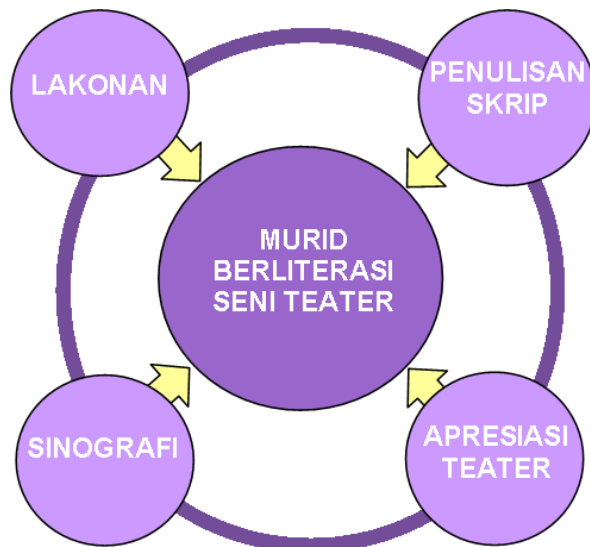 LAKONAN
PENULISAN
SKRIP
MURID
BERLITERASI
SENI TEATER
SINOGRAFI
APRESIASI
TEATER